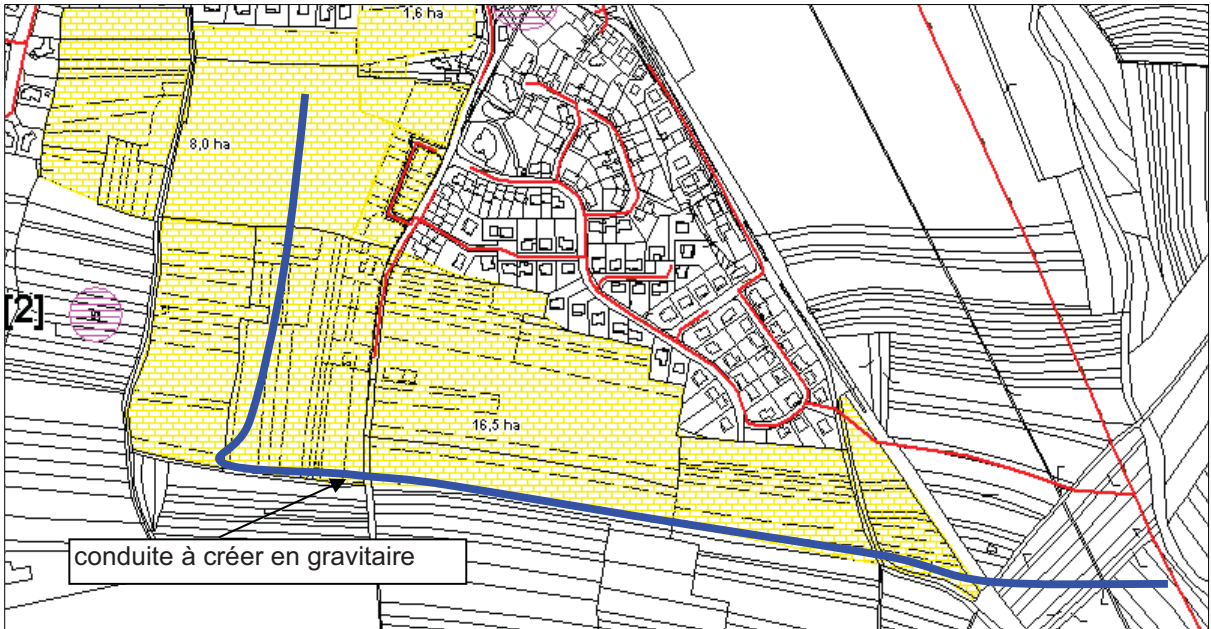 1,6 ha
8,0 ha
[2]
16,5 ha
conduite à créer en gravitaire